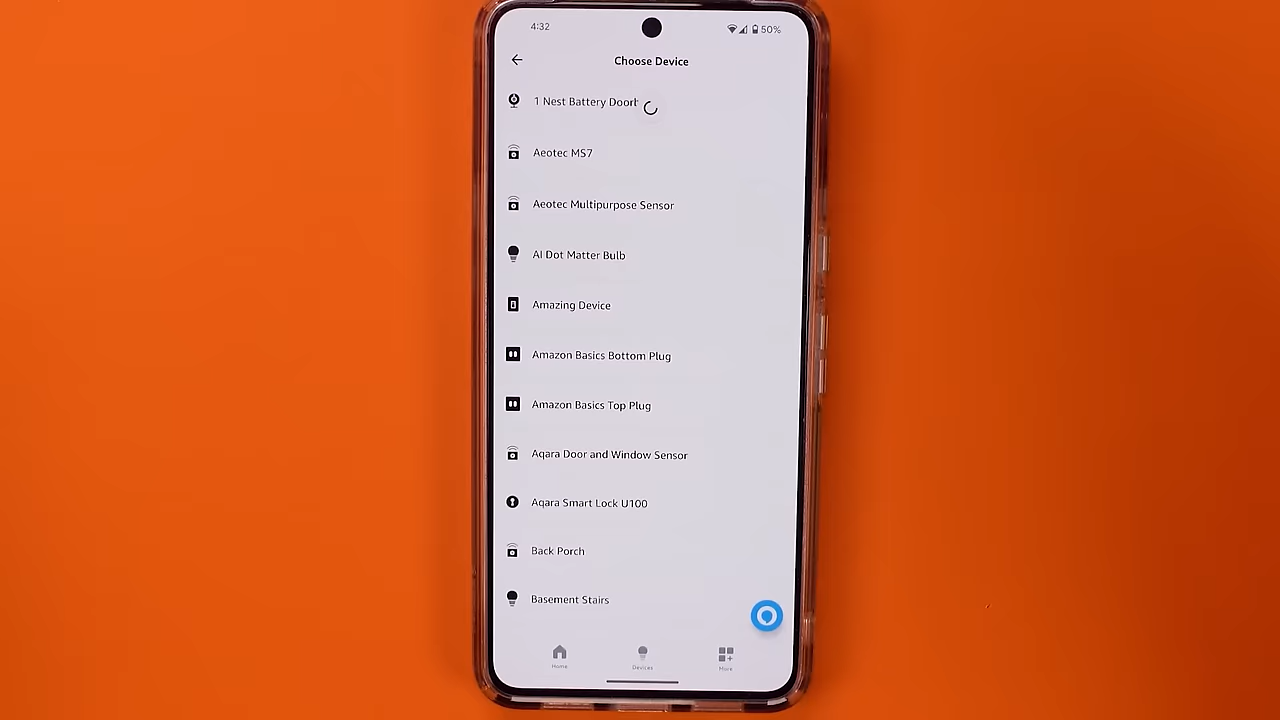 4:32
50%
Choose Device
1 Nest Battery Doorb
Aeotec MS7
Aeotec Multipurpose Sensor
AI Dot Matter Bulb
Amazing Device
Amazon Basics Bottom Plug
Amazon Basics Top Plug
Aqara Door and Window Sensor
Aqara Smart Lock U100
Back Porch
Basement Stairs
Home
Devices
More